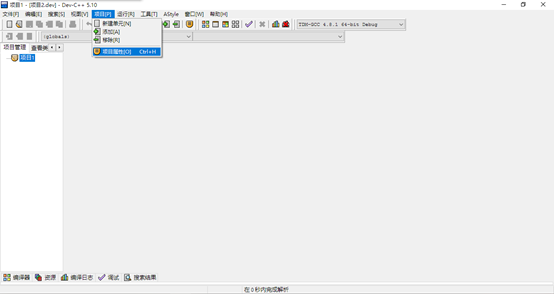 项目1 - [项目2.dev] - Dev-C++ 5.10
文件[F] 编辑[E] 搜索[S] 视图[V] 项目[P] 运行[R] 工具[T] AStyle 窗口[W] 帮助[H]
新建单元[N]
添加[A]
移除[R]
项目属性[O] Ctrl+H
TDM-GCC 4.8.1 64-bit Debug
(globals)
项目管理 查看类
项目1
编译器 资源 编译日志 调试 搜索结果
在 0 秒内完成解析